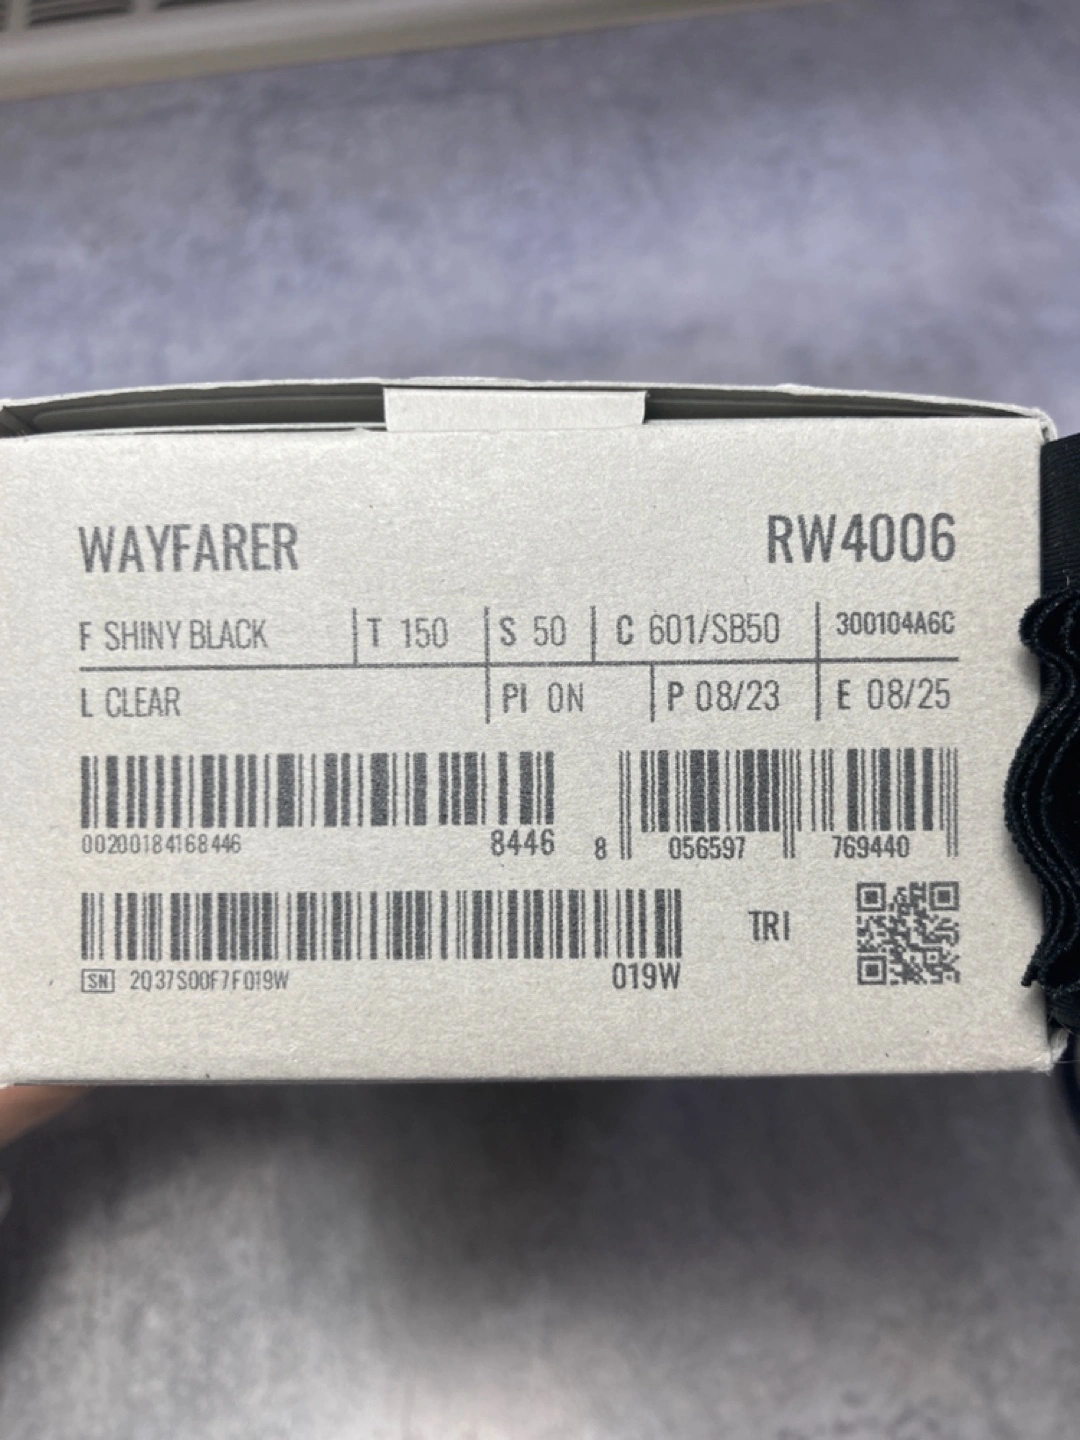 WAYFARER RW4006
F SHINY BLACK T 150 S 50 C 601/SB50 300104A6C
L CLEAR PI ON P 08/23 E 08/25
00200184168446 8446 8 056597 769440
SN 2Q37S00F7F019W 019W TRI